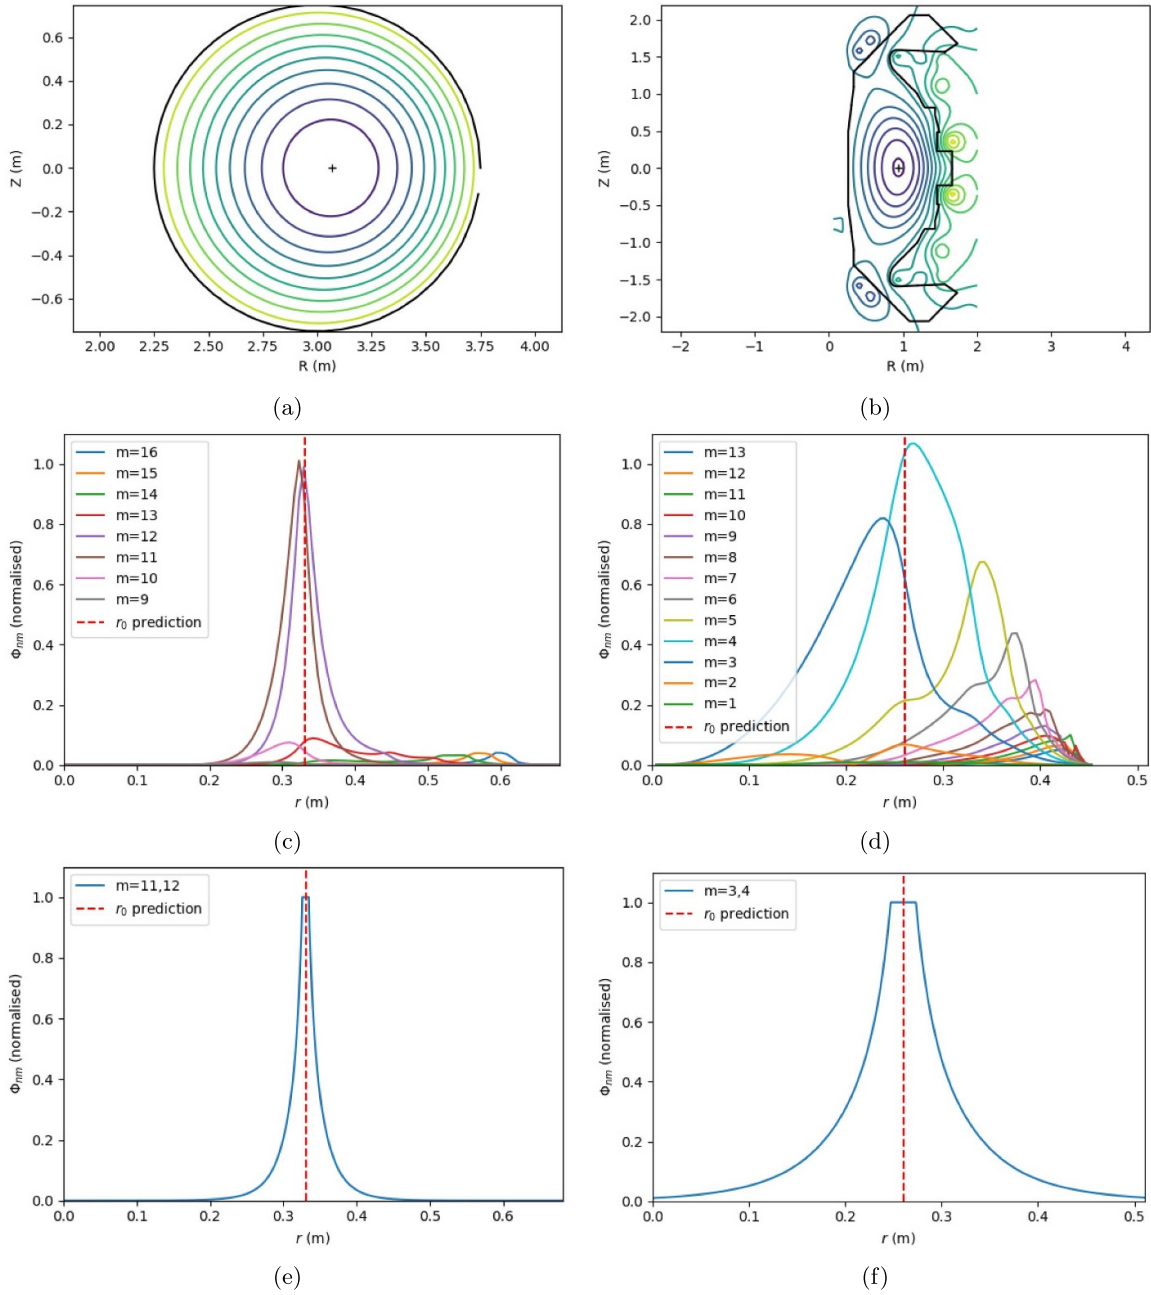 0.6
0.4
0.2
0.0
−0.2
−0.4
−0.6
Z (m)
2.00 2.25 2.50 2.75 3.00 3.25 3.50 3.75 4.00
R (m)
(a)
2.0
1.5
1.0
0.5
0.0
−0.5
−1.0
−1.5
−2.0
Z (m)
−2 −1 0 1 2 3 4
R (m)
(b)
1.0
0.8
0.6
0.4
0.2
0.0
Φnm (normalised)
m=16
m=15
m=14
m=13
m=12
m=11
m=10
m=9
r0 prediction
0.0 0.1 0.2 0.3 0.4 0.5 0.6
r (m)
(c)
1.0
0.8
0.6
0.4
0.2
0.0
Φnm (normalised)
m=13
m=12
m=11
m=10
m=9
m=8
m=7
m=6
m=5
m=4
m=3
m=2
m=1
r0 prediction
0.0 0.1 0.2 0.3 0.4 0.5
r (m)
(d)
1.0
0.8
0.6
0.4
0.2
0.0
Φnm (normalised)
m=11,12
r0 prediction
0.0 0.1 0.2 0.3 0.4 0.5 0.6
r (m)
(e)
1.0
0.8
0.6
0.4
0.2
0.0
Φnm (normalised)
m=3,4
r0 prediction
0.0 0.1 0.2 0.3 0.4 0.5
r (m)
(f)